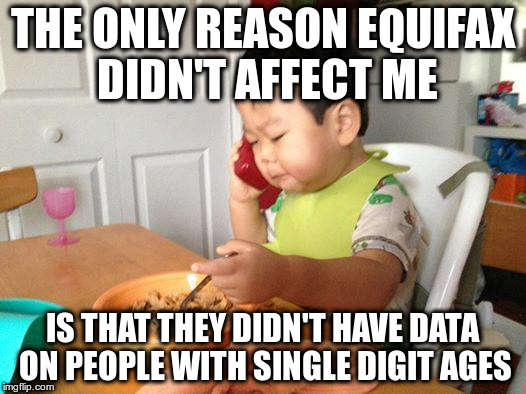 THE ONLY REASON EQUIFAX
DIDN'T AFFECT ME
IS THAT THEY DIDN'T HAVE DATA
ON PEOPLE WITH SINGLE DIGIT AGES
imgflip.com